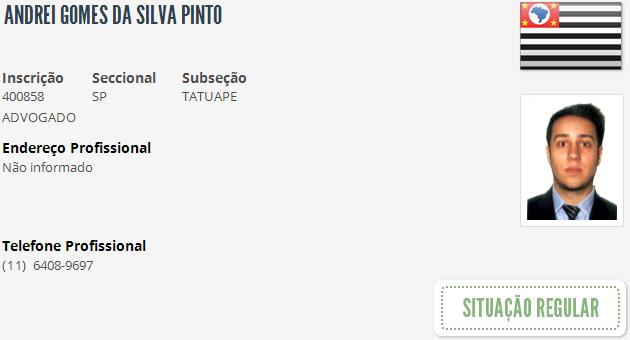 ANDREI GOMES DA SILVA PINTO
Inscrição Seccional Subseção
400858 SP TATUAPE
ADVOGADO
Endereço Profissional
Não informado
Telefone Profissional
(11) 6408-9697
SITUAÇÃO REGULAR